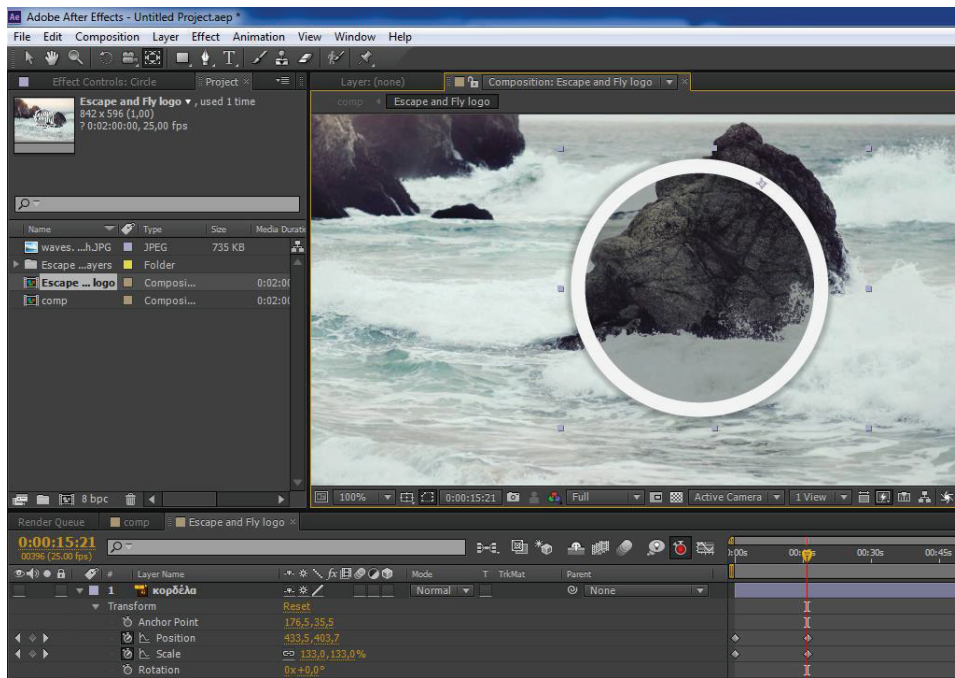 Ae Adobe After Effects - Untitled Project.aep *
File Edit Composition Layer Effect Animation View Window Help
Effect Controls: Circle Project × Layer: (none) Composition: Escape and Fly logo ×
Escape and Fly logo ▼ , used 1 time
842 x 596 (1,00)
? 0:02:00:00, 25,00 fps
comp Escape and Fly logo
Name Type Size Media Durati
waves. ...h.JPG JPEG 735 KB
Escape ...ayers Folder
Escape ... logo Composi... 0:02:00
comp Composi... 0:02:00
8 bpc 100% 0:00:15:21 Full Active Camera 1 View
Render Queue comp Escape and Fly logo ×
0:00:15:21
00396 (25.00 fps)
# Layer Name Mode T TrkMat Parent 00:30s 00:45s
1 κορδέλα Normal None
Transform Reset
Anchor Point 176,5,35,5
Position 433,5,403,7
Scale 133,0,133,0%
Rotation 0x+0,0°